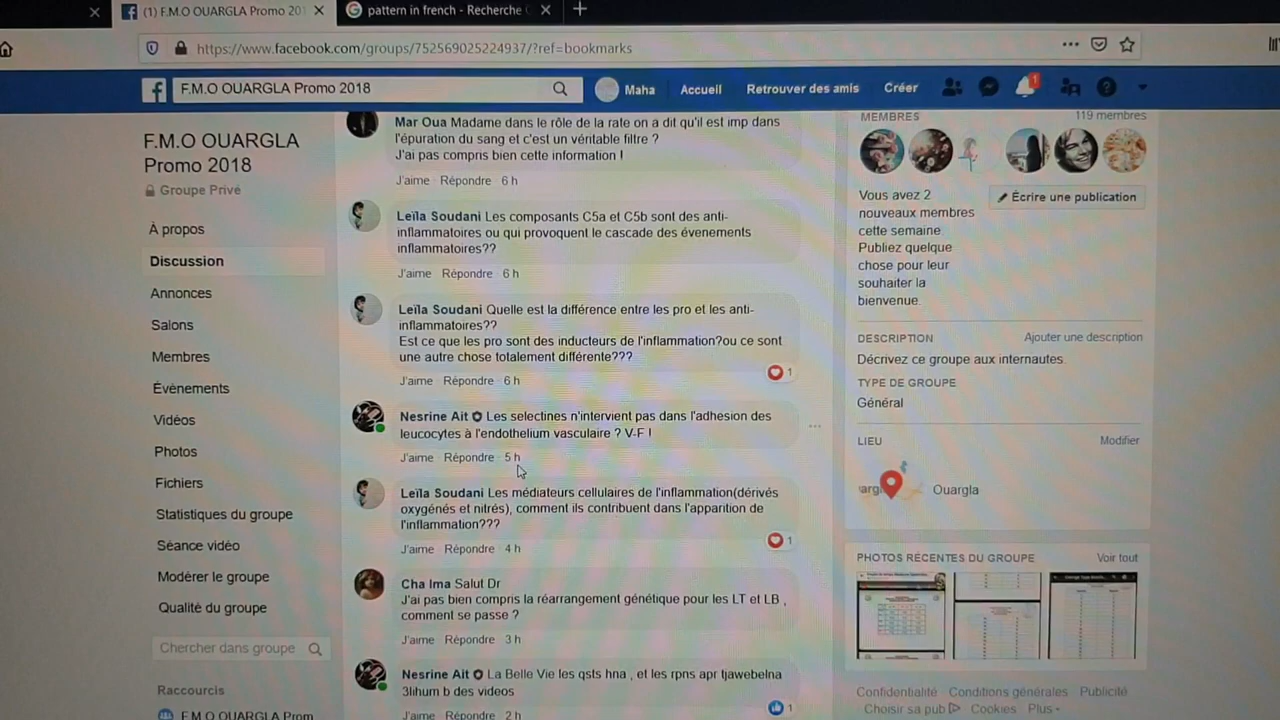 (1) F.M.O OUARGLA Promo 201
pattern in french - Recherche
https://www.facebook.com/groups/752569025224937/?ref=bookmarks
F.M.O OUARGLA Promo 2018
Maha
Accueil
Retrouver des amis
Créer
1
F.M.O OUARGLA
Promo 2018
Groupe Privé
À propos
Discussion
Annonces
Salons
Membres
Évènements
Vidéos
Photos
Fichiers
Statistiques du groupe
Séance vidéo
Modérer le groupe
Qualité du groupe
Chercher dans groupe
Raccourcis
F.M.O OUARGLA Prom
Mar Oua Madame dans le rôle de la rate on a dit qu'il est imp dans
l'épuration du sang et c'est un véritable filtre ?
J'ai pas compris bien cette information !
J'aime · Répondre · 6 h
Leïla Soudani Les composants C5a et C5b sont des anti-
inflammatoires ou qui provoquent le cascade des évenements
inflammatoires??
J'aime · Répondre · 6 h
Leïla Soudani Quelle est la différence entre les pro et les anti-
inflammatoires??
Est ce que les pro sont des inducteurs de l'inflammation?ou ce sont
une autre chose totalement différente???
1
J'aime · Répondre · 6 h
Nesrine Ait Les selectines n'intervient pas dans l'adhesion des
leucocytes à l'endothelium vasculaire ? V-F !
J'aime · Répondre · 5 h
Leïla Soudani Les médiateurs cellulaires de l'inflammation(dérivés
oxygénés et nitrés), comment ils contribuent dans l'apparition de
l'inflammation???
1
J'aime · Répondre · 4 h
Cha Ima Salut Dr
J'ai pas bien compris la réarrangement génétique pour les LT et LB ,
comment se passe ?
J'aime · Répondre · 3 h
Nesrine Ait La Belle Vie les qsts hna , et les rpns apr tjawebelna
3lihum b des videos
1
J'aime · Répondre · 2 h
MEMBRES
119 membres
Vous avez 2
nouveaux membres
cette semaine.
Publiez quelque
chose pour leur
souhaiter la
bienvenue.
Écrire une publication
DESCRIPTION
Ajouter une description
Décrivez ce groupe aux internautes.
TYPE DE GROUPE
Général
LIEU
Modifier
Ouargla
PHOTOS RÉCENTES DU GROUPE
Voir tout
Confidentialité · Conditions générales · Publicité
Choisir sa pub · Cookies · Plus